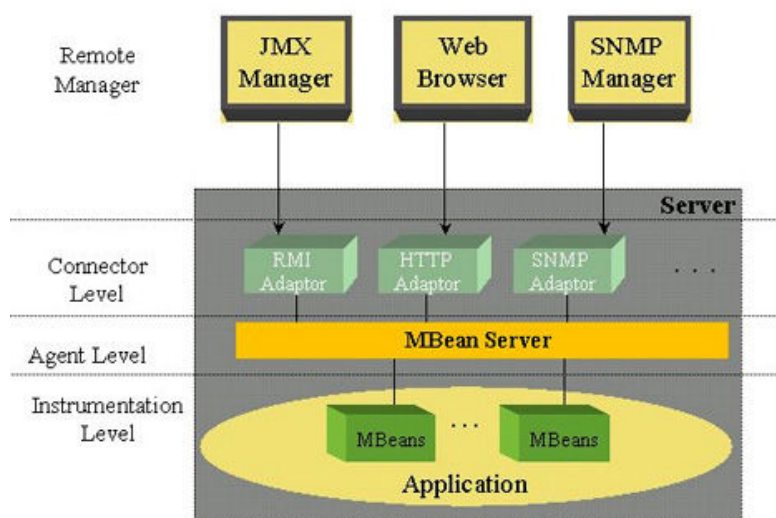 Remote
Manager
JMX
Manager
Web
Browser
SNMP
Manager
Server
Connector
Level
RMI
Adaptor
HTTP
Adaptor
SNMP
Adaptor
. . .
MBean Server
Agent Level
Instrumentation
Level
MBeans
...
MBeans
Application